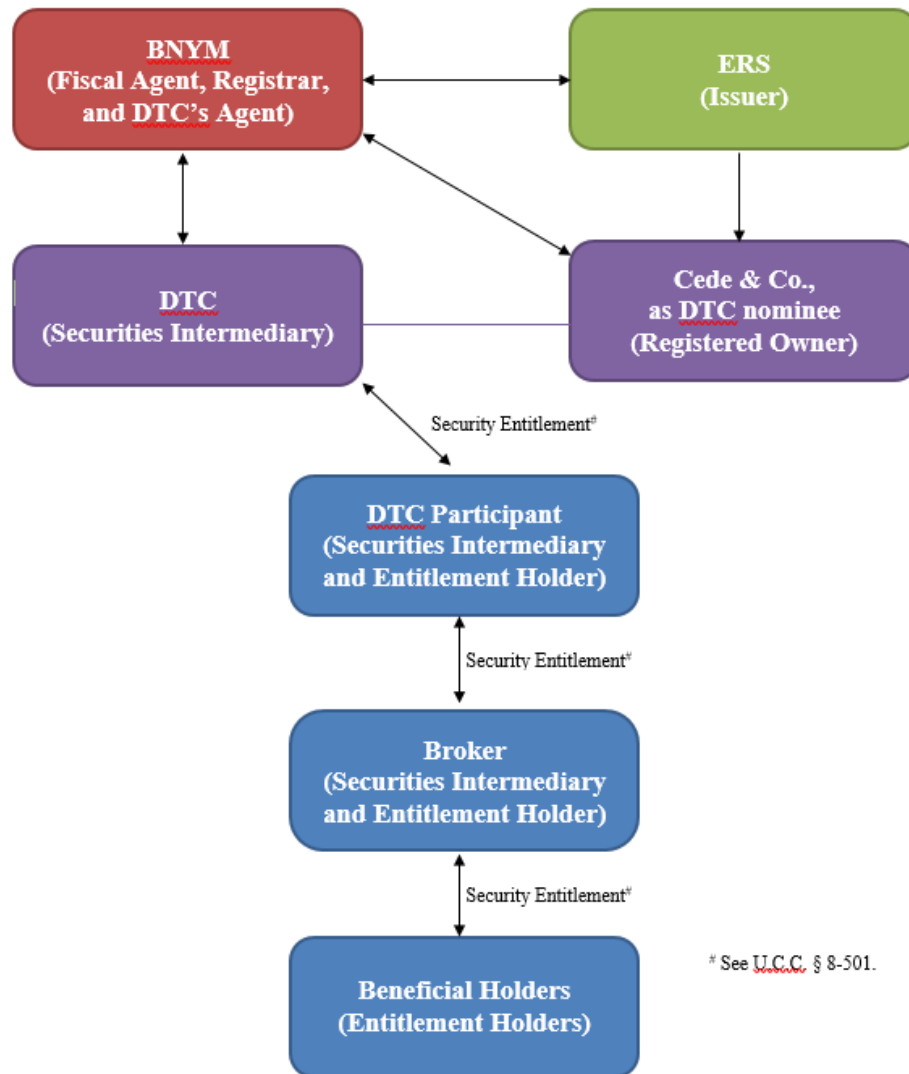 BNYM
(Fiscal Agent, Registrar,
and DTC’s Agent)
ERS
(Issuer)
DTC
(Securities Intermediary)
Cede & Co.,
as DTC nominee
(Registered Owner)
Security Entitlement#
DTC Participant
(Securities Intermediary
and Entitlement Holder)
Security Entitlement#
Broker
(Securities Intermediary
and Entitlement Holder)
Security Entitlement#
# See U.C.C. § 8-501.
Beneficial Holders
(Entitlement Holders)